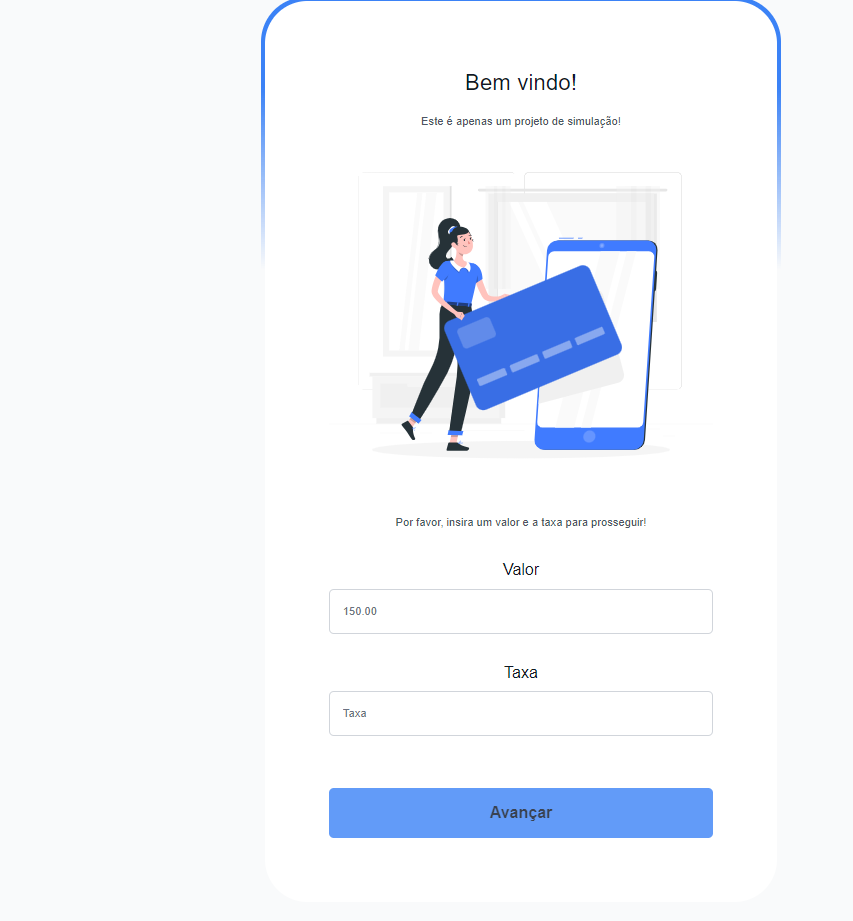 Bem vindo!
Este é apenas um projeto de simulação!
Por favor, insira um valor e a taxa para prosseguir!
Valor
150.00
Taxa
Taxa
Avançar